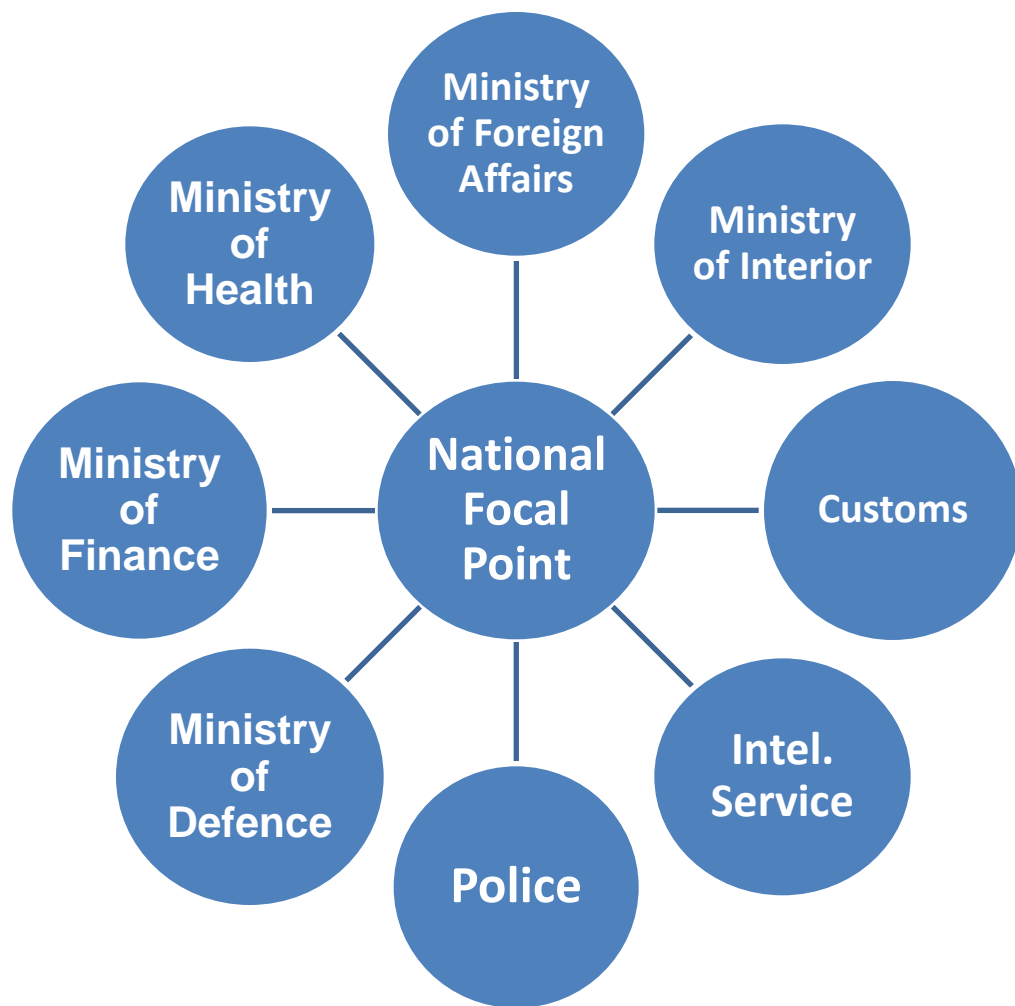 Ministry
of Foreign
Affairs
Ministry
of Interior
Customs
Intel.
Service
Police
Ministry
of
Defence
Ministry
of
Finance
Ministry
of
Health
National
Focal
Point